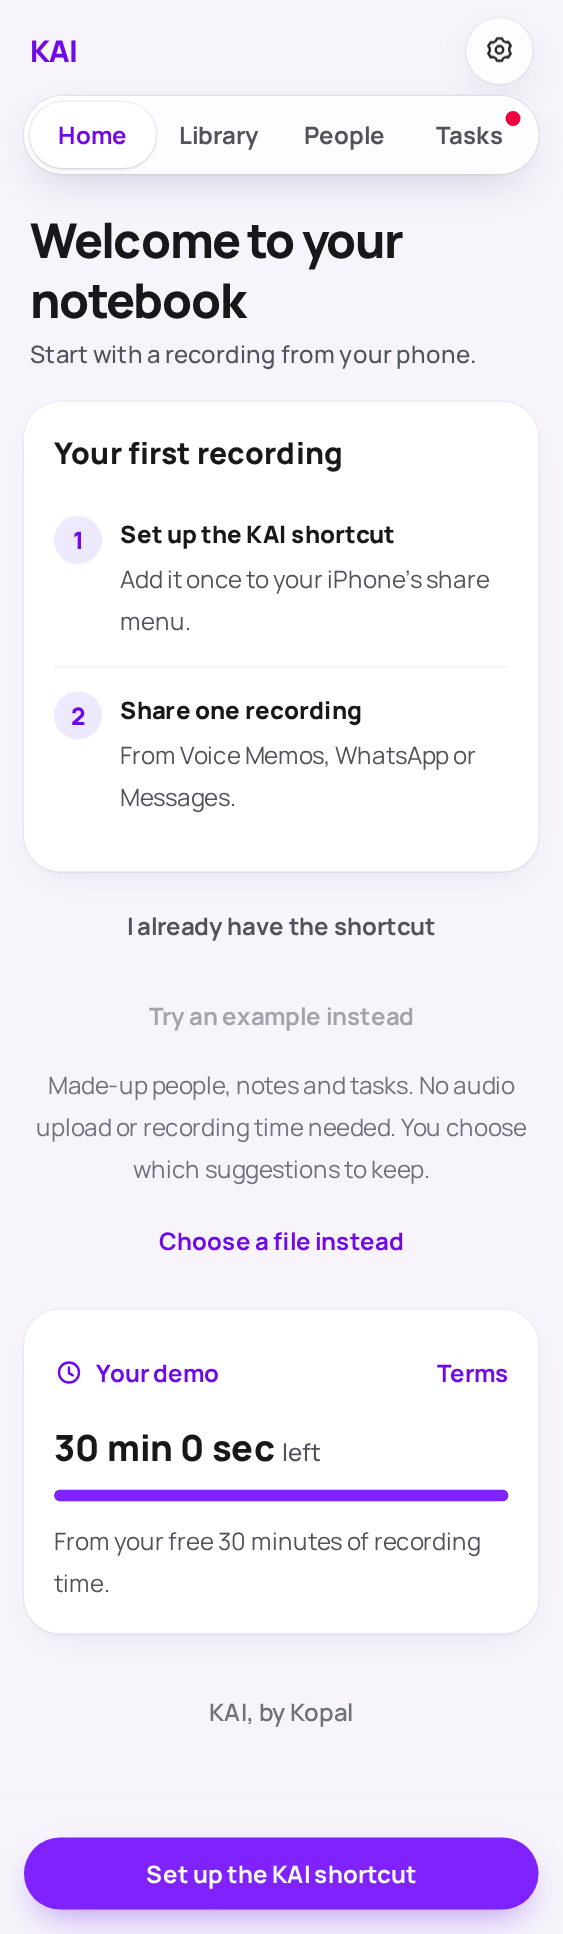 KAI
Home Library People Tasks
Welcome to your
notebook
Start with a recording from your phone.
Your first recording
1 Set up the KAI shortcut
Add it once to your iPhone’s share
menu.
2 Share one recording
From Voice Memos, WhatsApp or
Messages.
I already have the shortcut
Try an example instead
Made-up people, notes and tasks. No audio
upload or recording time needed. You choose
which suggestions to keep.
Choose a file instead
Your demo Terms
30 min 0 sec left
From your free 30 minutes of recording
time.
KAI, by Kopal
Set up the KAI shortcut